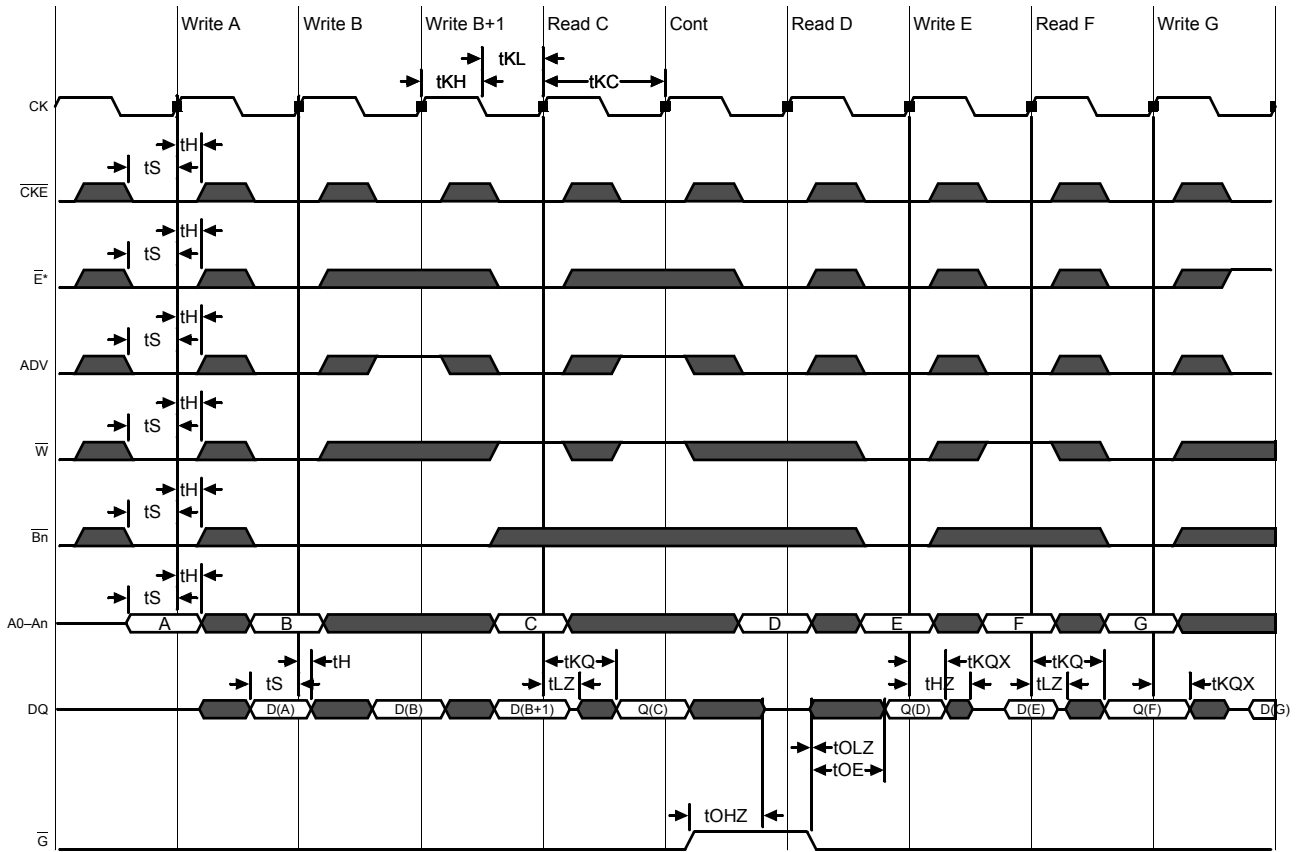 Write A Write B Write B+1 Read C Cont Read D Write E Read F Write G
tKL
tKH tKC
CK
tH
tS
CKE
tH
tS
E*
tH
tS
ADV
tH
tS
W
tH
tS
Bn
tH
tS
A0–An A B C D E F G
tH tKQ tKQX tKQ
tS tLZ tHZ tLZ tKQX
DQ D(A) D(B) D(B+1) Q(C) Q(D) D(E) Q(F) D(G)
tOLZ
tOE
tOHZ
G